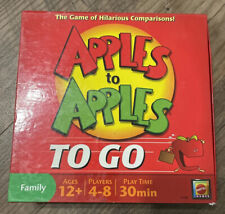 The Game of Hilarious Comparisons!
APPLES
to
APPLES
TO GO
Family
AGES
12+
PLAYERS
4-8
PLAY TIME
30min